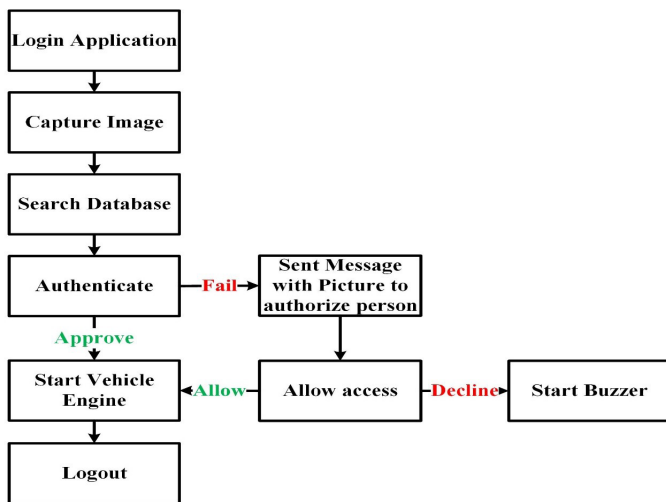 Login Application
Capture Image
Search Database
Authenticate
Fail
Sent Message
with Picture to
authorize person
Approve
Start Vehicle
Engine
Allow
Allow access
Decline
Start Buzzer
Logout